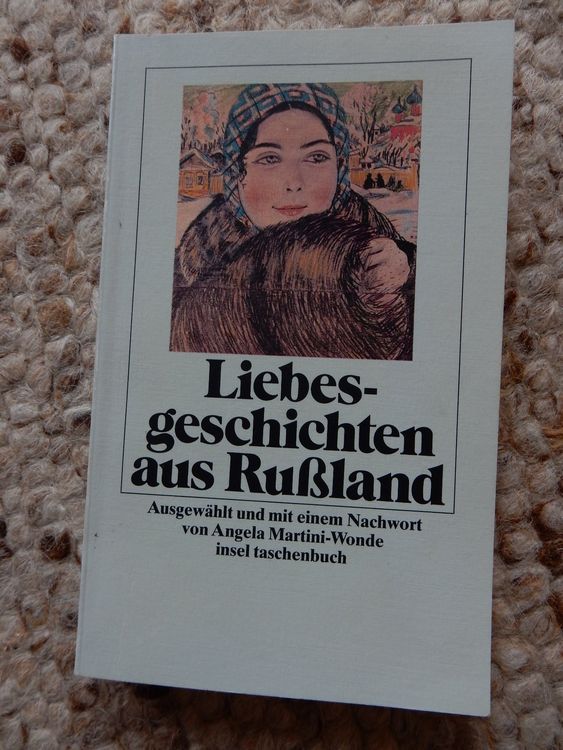 Liebes-
geschichten
aus Rußland
Ausgewählt und mit einem Nachwort
von Angela Martini-Wonde
insel taschenbuch